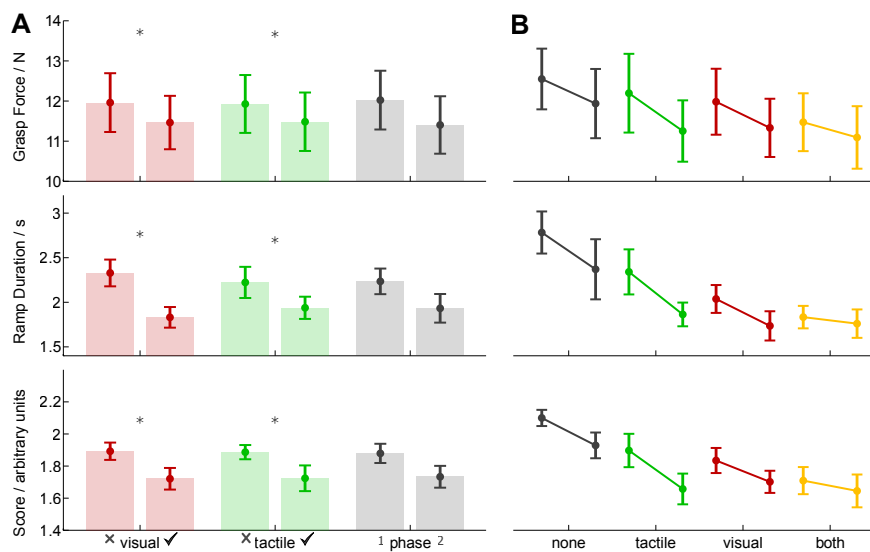 A
B
Grasp Force / N
14
13
12
11
10
*
*
Ramp Duration / s
3
2.5
2
1.5
*
*
Score / arbitrary units
2.2
2
1.8
1.6
1.4
*
*
× visual ✓
× tactile ✓
1 phase 2
none
tactile
visual
both